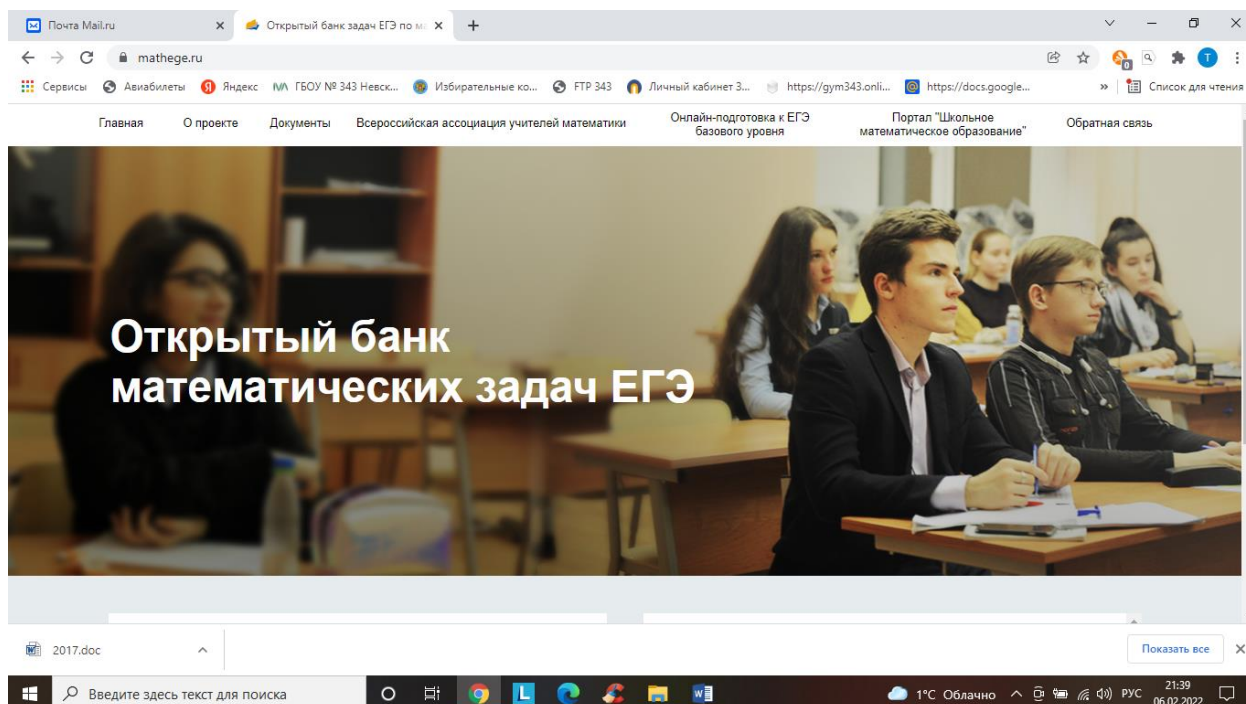 Почта Mail.ru
Открытый банк задач ЕГЭ по ма
mathege.ru
Сервисы Авиабилеты Яндекс ГБОУ № 343 Невск... Избирательные ко... FTP 343 Личный кабинет 3... https://gym343.onli... https://docs.google... » Список для чтения
Главная О проекте Документы Всероссийская ассоциация учителей математики Онлайн-подготовка к ЕГЭ Портал "Школьное Обратная связь
базового уровня математическое образование"
Открытый банк
математических задач ЕГЭ
2017.doc Показать все
Введите здесь текст для поиска 1°C Облачно РУС 21:39
06.02.2022